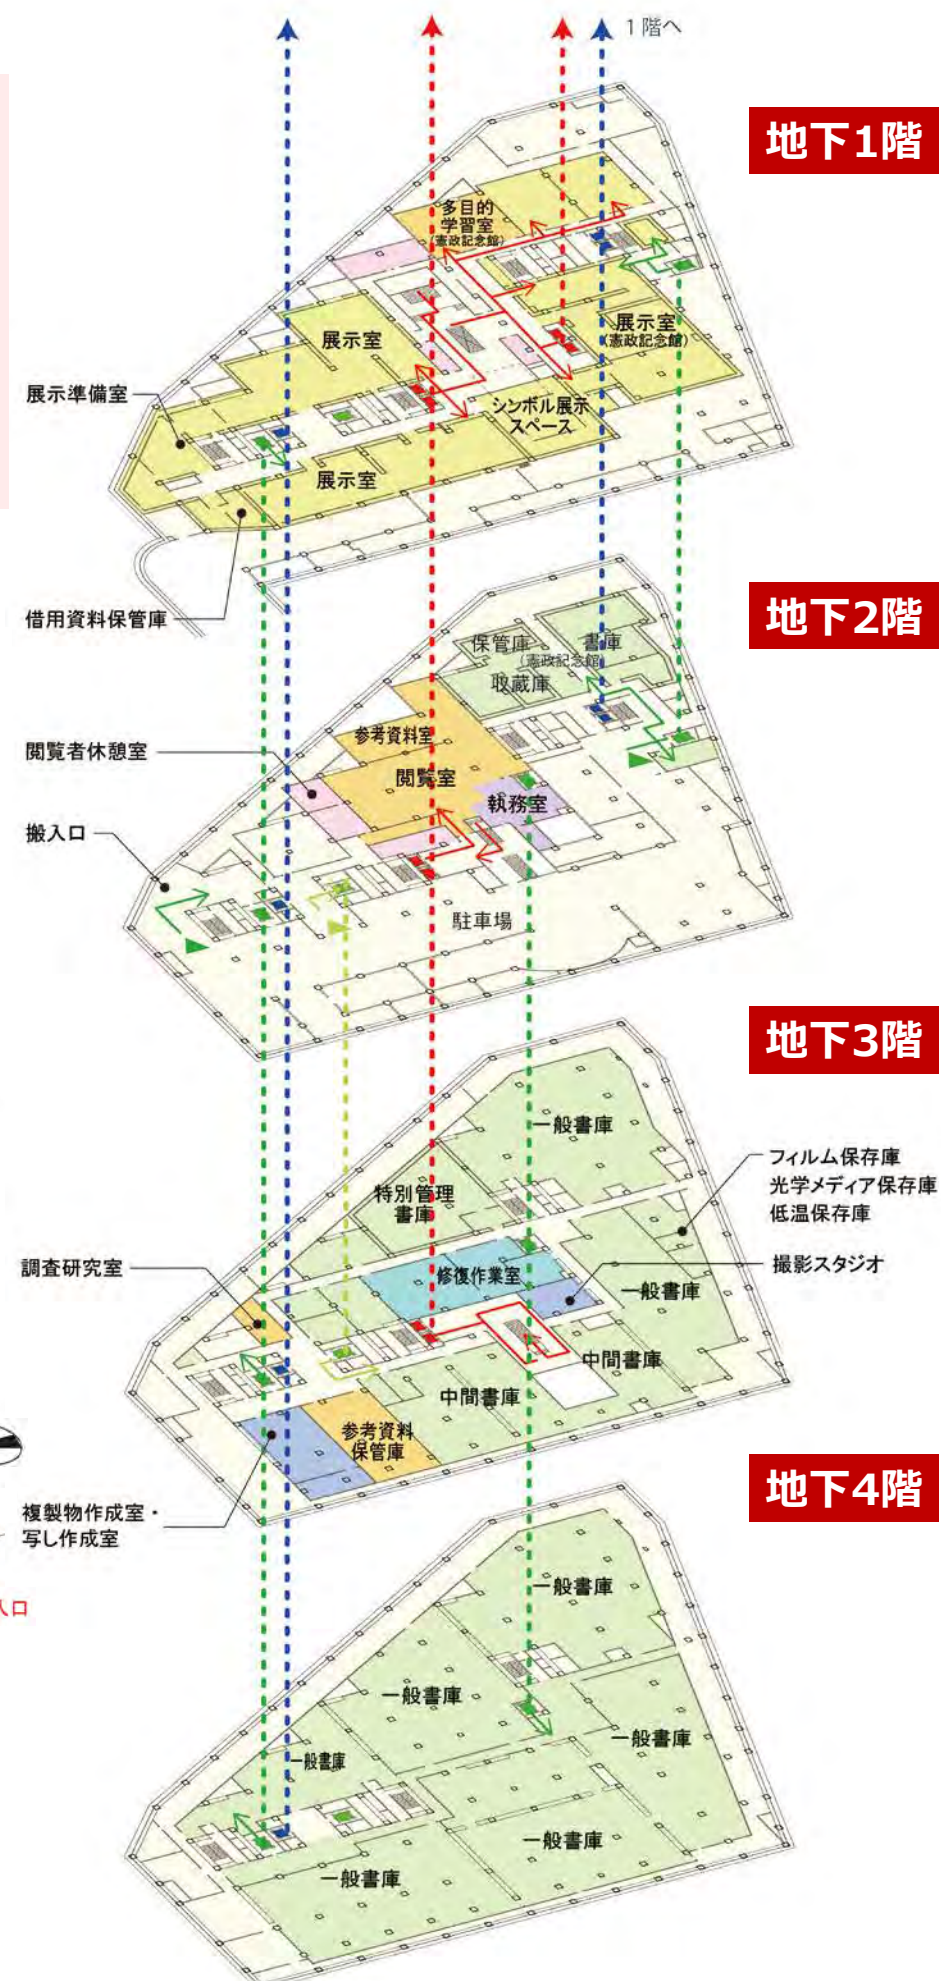 1階へ
地下1階
多目的
学習室
(憲政記念館)
展示室
展示室
(憲政記念館)
展示準備室
シンボル展示
スペース
展示室
借用資料保管庫
地下2階
保管庫
書庫
(憲政記念館)
収蔵庫
参考資料室
閲覧者休憩室
閲覧室
執務室
搬入口
駐車場
地下3階
一般書庫
フィルム保存庫
光学メディア保存庫
低温保存庫
特別管理
書庫
調査研究室
修復作業室
撮影スタジオ
一般書庫
中間書庫
中間書庫
参考資料
保管庫
地下4階
複製物作成室・
写し作成室
一般書庫
入口
一般書庫
一般書庫
一般書庫
一般書庫
一般書庫